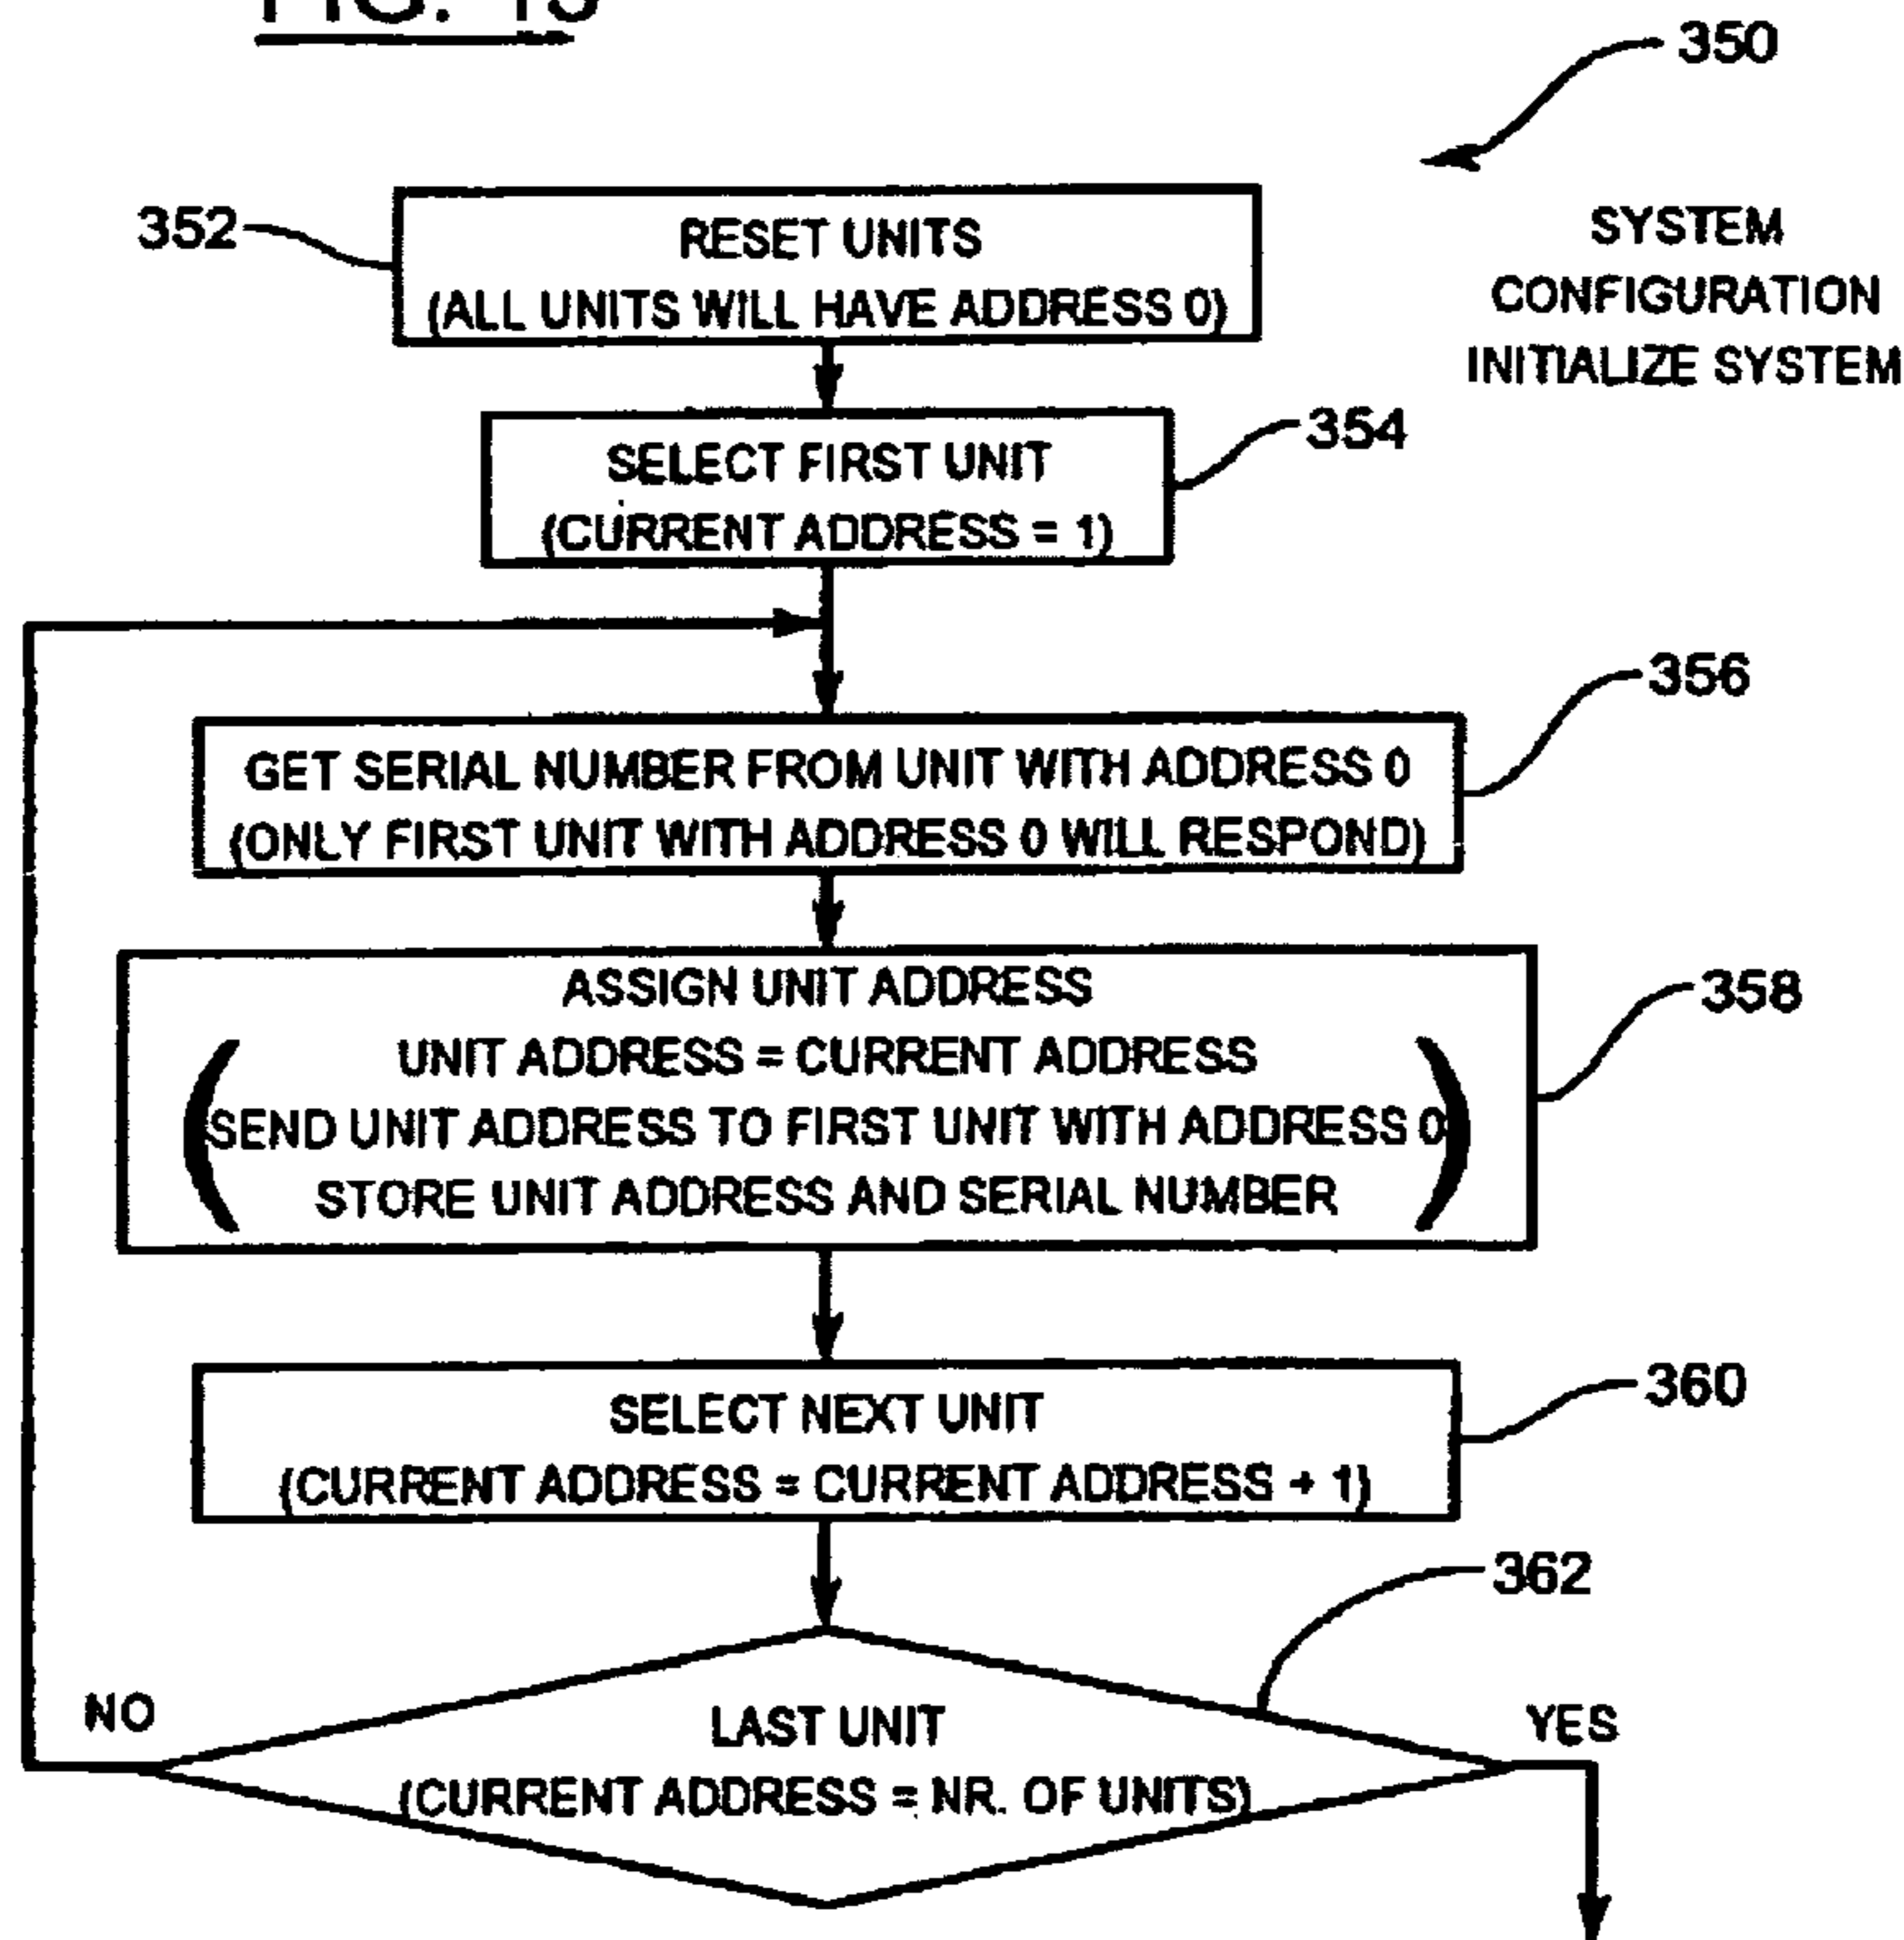 FIG. 15
350
352
RESET UNITS
(ALL UNITS WILL HAVE ADDRESS 0)
SYSTEM
CONFIGURATION
INITIALIZE SYSTEM
354
SELECT FIRST UNIT
(CURRENT ADDRESS = 1)
356
GET SERIAL NUMBER FROM UNIT WITH ADDRESS 0
(ONLY FIRST UNIT WITH ADDRESS 0 WILL RESPOND)
358
ASSIGN UNIT ADDRESS
(UNIT ADDRESS = CURRENT ADDRESS
SEND UNIT ADDRESS TO FIRST UNIT WITH ADDRESS 0
STORE UNIT ADDRESS AND SERIAL NUMBER)
360
SELECT NEXT UNIT
(CURRENT ADDRESS = CURRENT ADDRESS + 1)
362
NO
LAST UNIT
(CURRENT ADDRESS = NR. OF UNITS)
YES